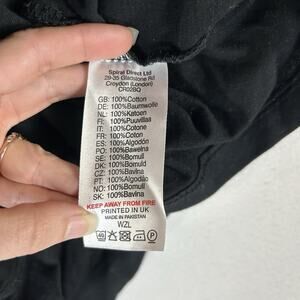 Spiral Direct Ltd
29-35 Gladstone Rd
Croydon (London)
CR02BQ
GB: 100%Cotton
DE: 100%Baumwolle
NL: 100%Katoen
FI: 100%Puuvillaa
IT: 100%Cotone
FR: 100%Coton
ES: 100%Algodón
PO: 100%Bawełna
SE: 100%Bomull
DK: 100%Bomuld
CZ: 100%Bavlna
PT: 100%Algodão
NO: 100%Bomull
SK: 100%Bavlna
KEEP AWAY FROM FIRE
PRINTED IN UK
MADE IN PAKISTAN
WZL